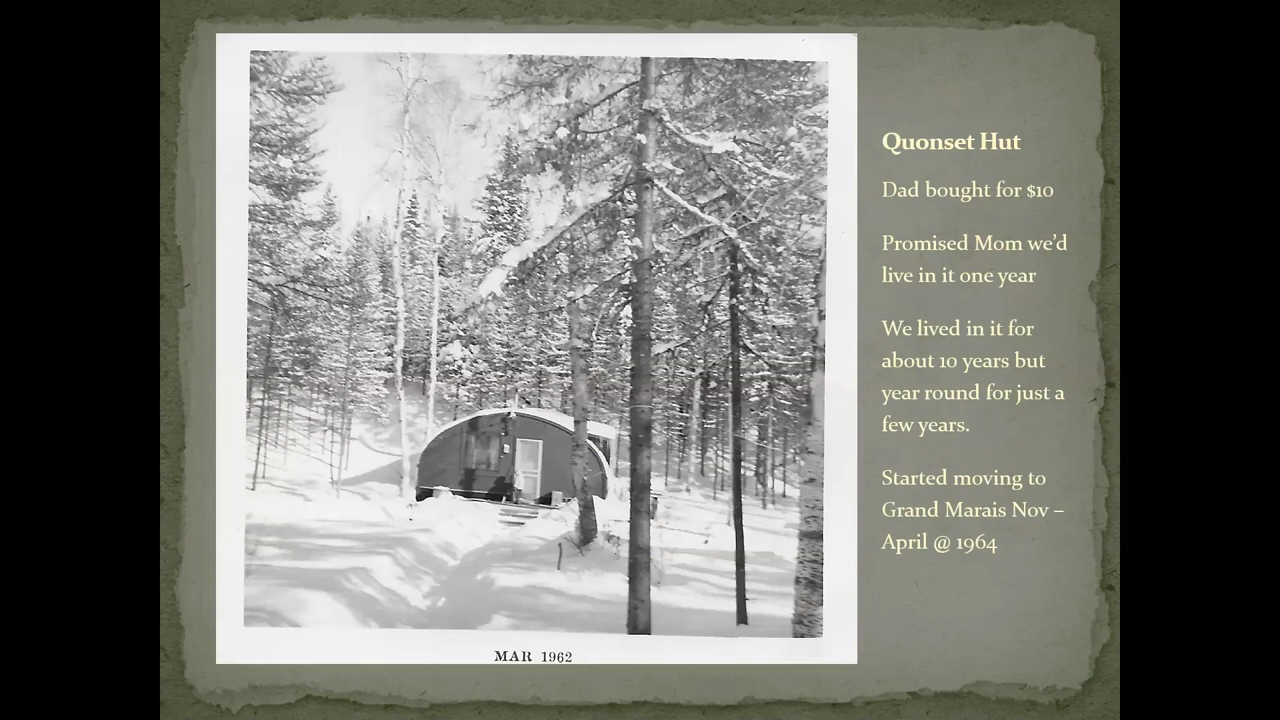 Quonset Hut
Dad bought for $10
Promised Mom we'd
live in it one year
We lived in it for
about 10 years but
year round for just a
few years.
Started moving to
Grand Marais Nov –
April @ 1964
MAR 1962